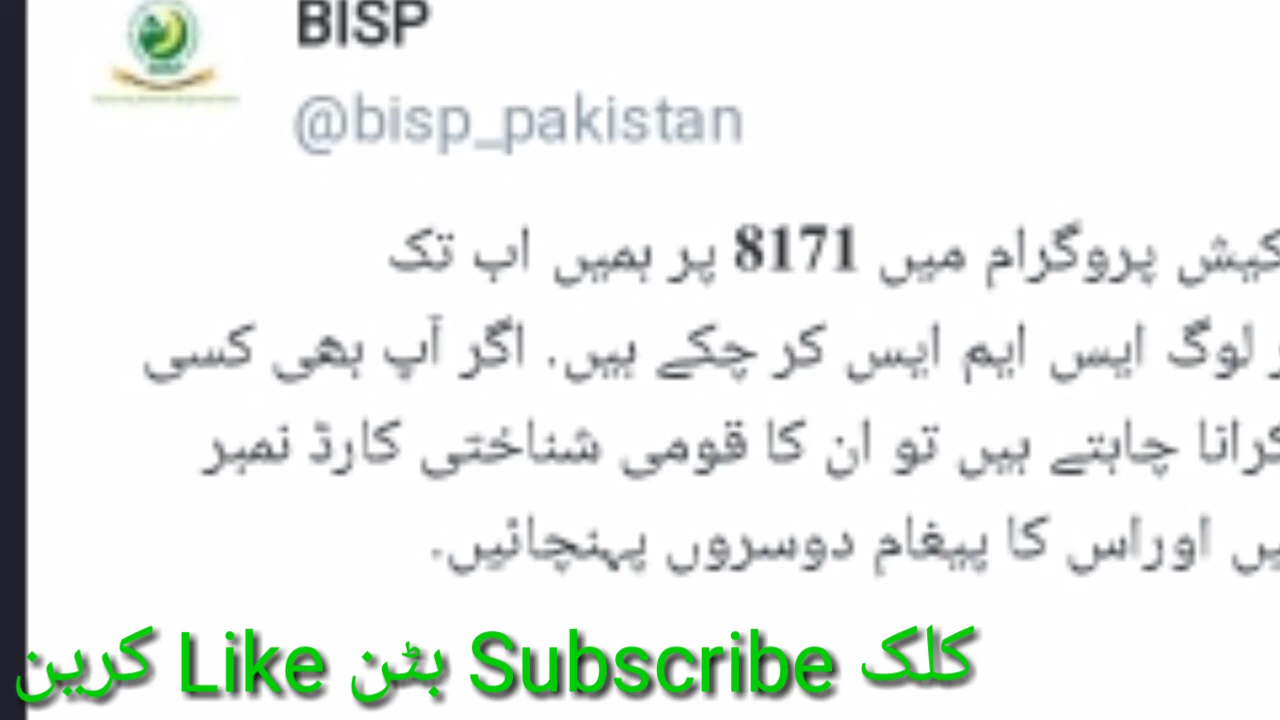 BISP
@bisp_pakistan
کیش پروگرام میں 8171 پر ہمیں اب تک
لوگ ایس ایم ایس کر چکے ہیں. اگر آپ بھی کسی
کرانا چاہتے ہیں تو ان کا قومی شناختی کارڈ نمبر
اوراس کا پیغام دوسروں پہنچائیں.
کلک Subscribe بٹن Like کرین